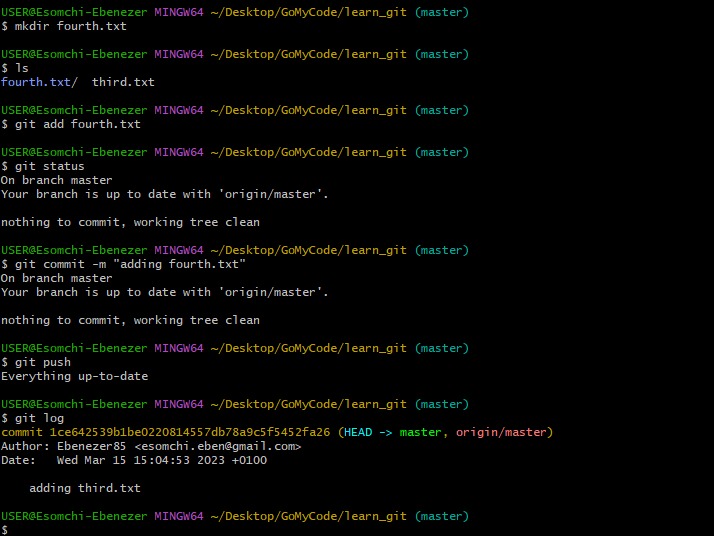 USER@Esomchi-Ebenezer MINGW64 ~/Desktop/GoMyCode/learn_git (master)
$ mkdir fourth.txt
USER@Esomchi-Ebenezer MINGW64 ~/Desktop/GoMyCode/learn_git (master)
$ ls
fourth.txt/  third.txt
USER@Esomchi-Ebenezer MINGW64 ~/Desktop/GoMyCode/learn_git (master)
$ git add fourth.txt
USER@Esomchi-Ebenezer MINGW64 ~/Desktop/GoMyCode/learn_git (master)
$ git status
On branch master
Your branch is up to date with 'origin/master'.
nothing to commit, working tree clean
USER@Esomchi-Ebenezer MINGW64 ~/Desktop/GoMyCode/learn_git (master)
$ git commit -m "adding fourth.txt"
On branch master
Your branch is up to date with 'origin/master'.
nothing to commit, working tree clean
USER@Esomchi-Ebenezer MINGW64 ~/Desktop/GoMyCode/learn_git (master)
$ git push
Everything up-to-date
USER@Esomchi-Ebenezer MINGW64 ~/Desktop/GoMyCode/learn_git (master)
$ git log
commit 1ce642539b1be0220814557db78a9c5f5452fa26 (HEAD -> master, origin/master)
Author: Ebenezer85 <esomchi.eben@gmail.com>
Date:   Wed Mar 15 15:04:53 2023 +0100
    adding third.txt
USER@Esomchi-Ebenezer MINGW64 ~/Desktop/GoMyCode/learn_git (master)
$